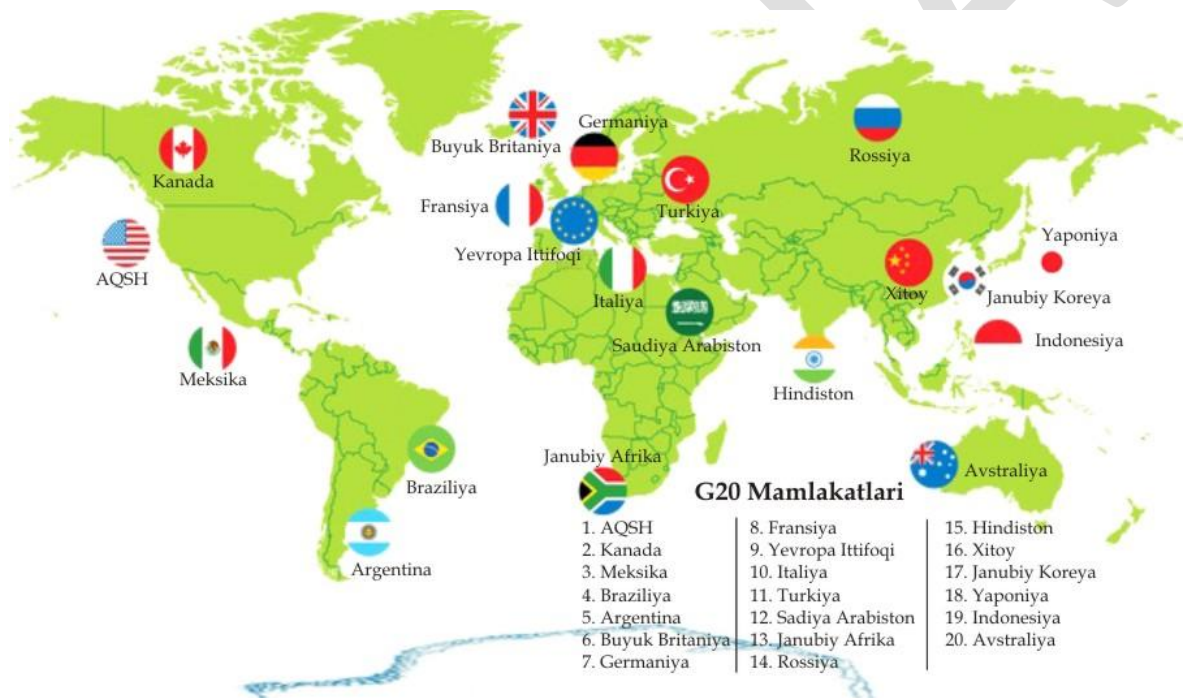 Germaniya
Buyuk Britaniya
Rossiya
Kanada
Fransiya
Turkiya
Yaponiya
Yevropa Ittifoqi
AQSH
Italiya
Xitoy
Janubiy Koreya
Saudiya Arabiston
Indonesiya
Meksika
Hindiston
Janubiy Afrika
Avstraliya
Braziliya
Argentina
G20 Mamlakatlari
1. AQSH
2. Kanada
3. Meksika
4. Braziliya
5. Argentina
6. Buyuk Britaniya
7. Germaniya
8. Fransiya
9. Yevropa Ittifoqi
10. Italiya
11. Turkiya
12. Sadiya Arabiston
13. Janubiy Afrika
14. Rossiya
15. Hindiston
16. Xitoy
17. Janubiy Koreya
18. Yaponiya
19. Indonesiya
20. Avstraliya